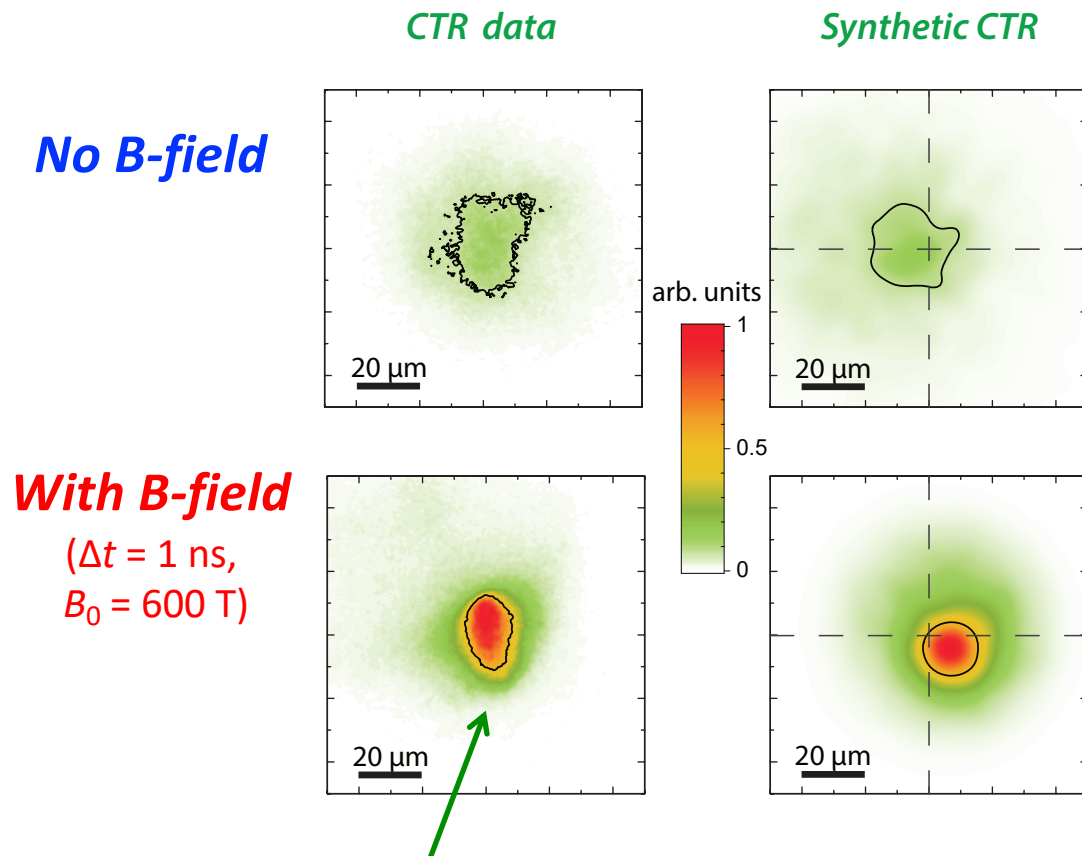 CTR data
Synthetic CTR
No B-field
20 µm
arb. units
1
0.5
0
20 µm
With B-field
(Δt = 1 ns,
B₀ = 600 T)
20 µm
20 µm